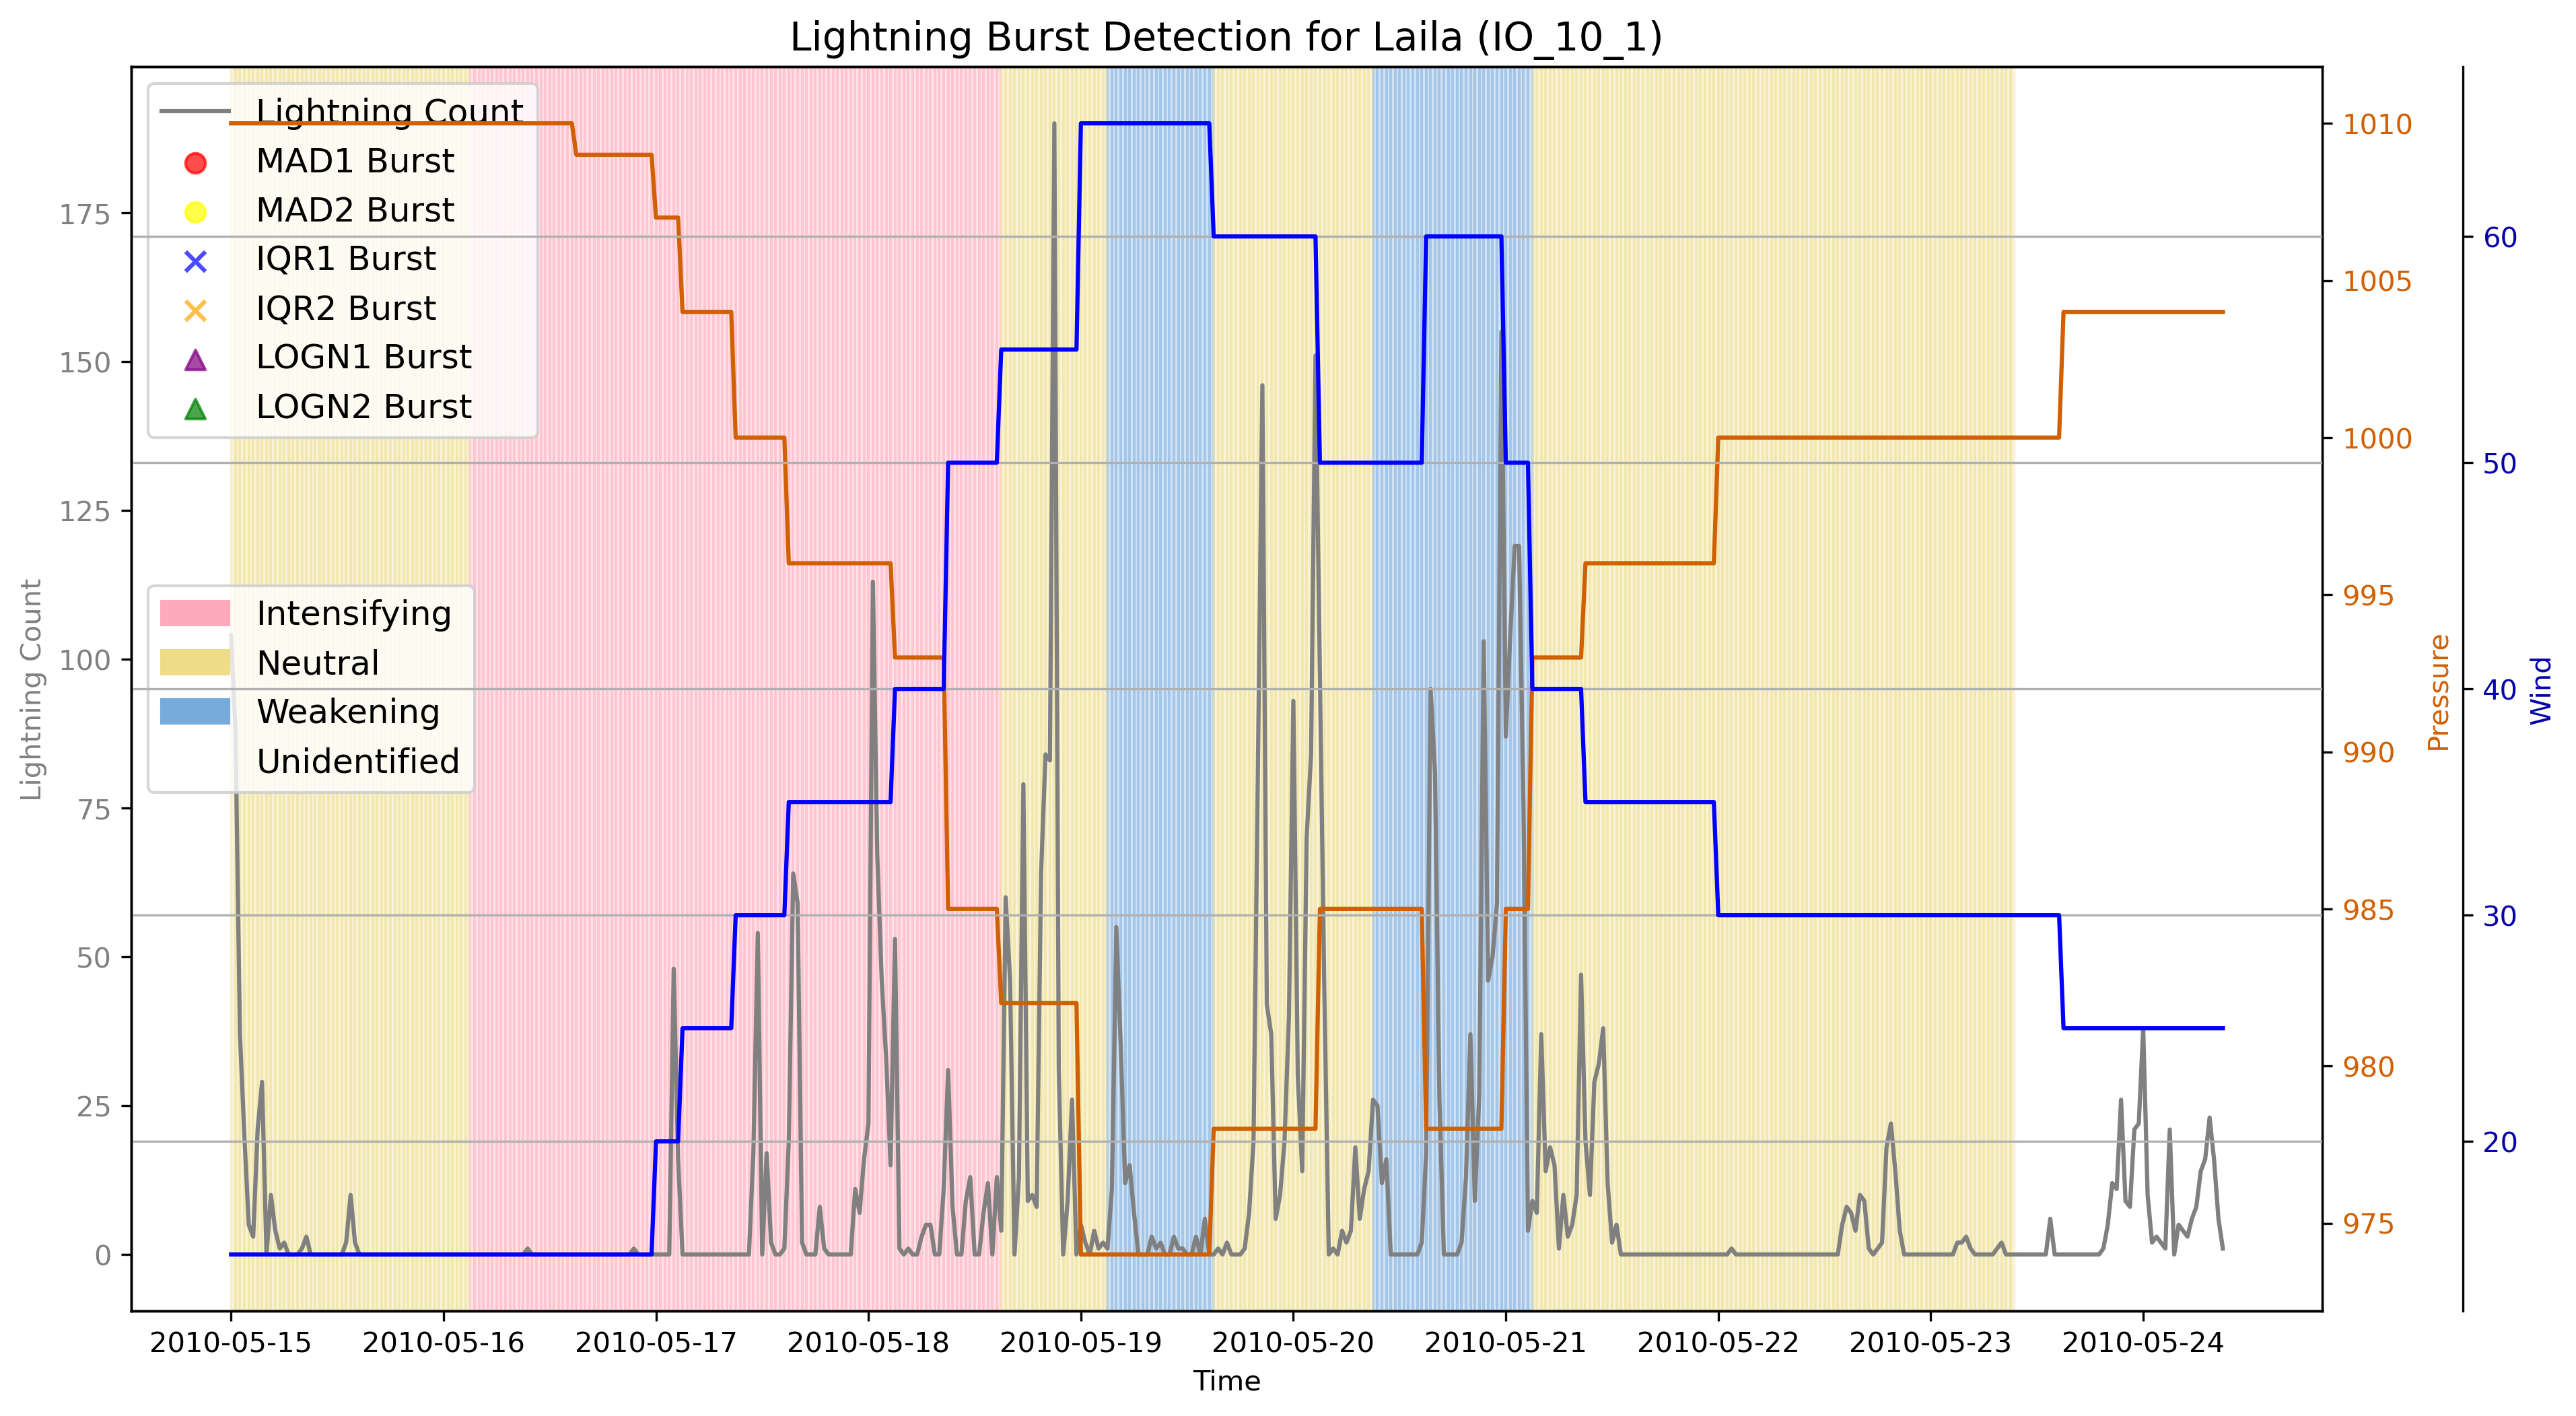 Lightning Burst Detection for Laila (IO_10_1)
Lightning Count
MAD1 Burst
MAD2 Burst
IQR1 Burst
IQR2 Burst
LOGN1 Burst
LOGN2 Burst
Intensifying
Neutral
Weakening
Unidentified
Lightning Count
175
150
125
100
75
50
25
0
1010
1005
1000
995
990
985
980
975
Pressure
60
50
40
30
20
Wind
2010-05-15 2010-05-16 2010-05-17 2010-05-18 2010-05-19 2010-05-20 2010-05-21 2010-05-22 2010-05-23 2010-05-24
Time